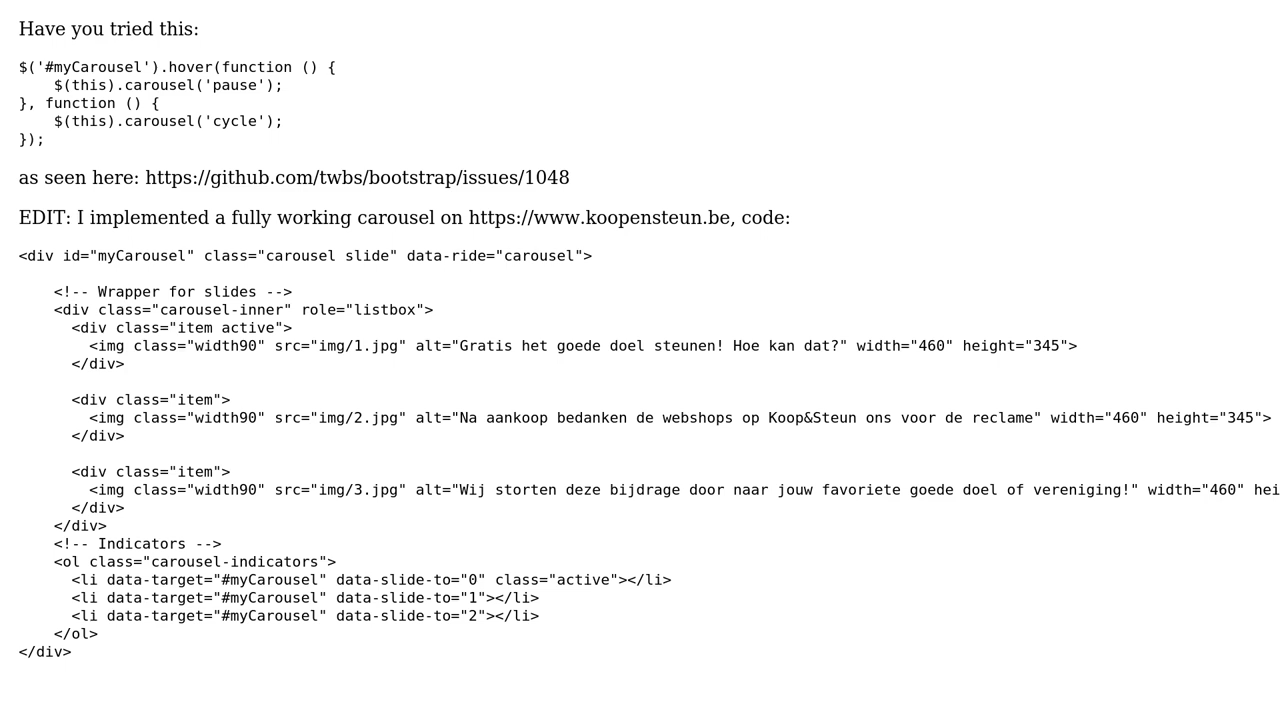 Have you tried this:
$('#myCarousel').hover(function () {
    $(this).carousel('pause');
}, function () {
    $(this).carousel('cycle');
});
as seen here: https://github.com/twbs/bootstrap/issues/1048
EDIT: I implemented a fully working carousel on https://www.koopensteun.be, code:
<div id="myCarousel" class="carousel slide" data-ride="carousel">
    <!-- Wrapper for slides -->
    <div class="carousel-inner" role="listbox">
      <div class="item active">
        <img class="width90" src="img/1.jpg" alt="Gratis het goede doel steunen! Hoe kan dat?" width="460" height="345">
      </div>
      <div class="item">
        <img class="width90" src="img/2.jpg" alt="Na aankoop bedanken de webshops op Koop&Steun ons voor de reclame" width="460" height="345">
      </div>
      <div class="item">
        <img class="width90" src="img/3.jpg" alt="Wij storten deze bijdrage door naar jouw favoriete goede doel of vereniging!" width="460" hei
      </div>
    </div>
    <!-- Indicators -->
    <ol class="carousel-indicators">
      <li data-target="#myCarousel" data-slide-to="0" class="active"></li>
      <li data-target="#myCarousel" data-slide-to="1"></li>
      <li data-target="#myCarousel" data-slide-to="2"></li>
    </ol>
</div>